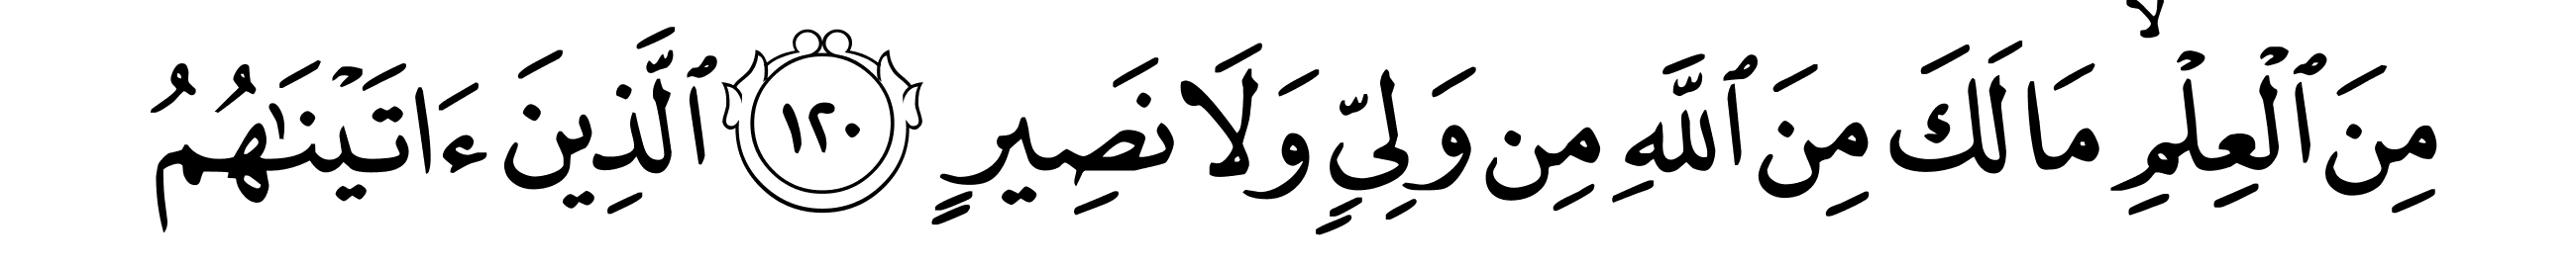 مِنَ ٱلْعِلْمِۙ مَا لَكَ مِنَ ٱللَّهِ مِن وَلِيٍّ وَلَا نَصِيرٍ ١٢٠ ٱلَّذِينَ ءَاتَيْنَٰهُمُ